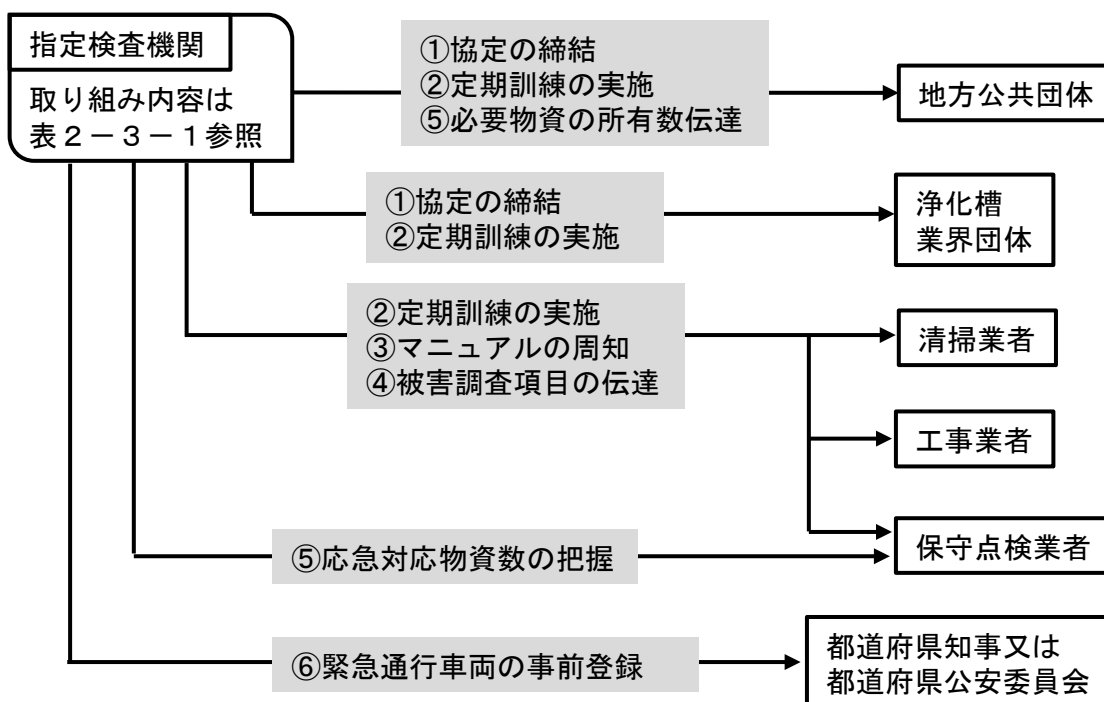 指定検査機関
取り組み内容は
表２－３－１参照
①協定の締結
②定期訓練の実施
⑤必要物資の所有数伝達
地方公共団体
①協定の締結
②定期訓練の実施
浄化槽
業界団体
②定期訓練の実施
③マニュアルの周知
④被害調査項目の伝達
清掃業者
工事業者
保守点検業者
⑤応急対応物資数の把握
⑥緊急通行車両の事前登録
都道府県知事又は
都道府県公安委員会